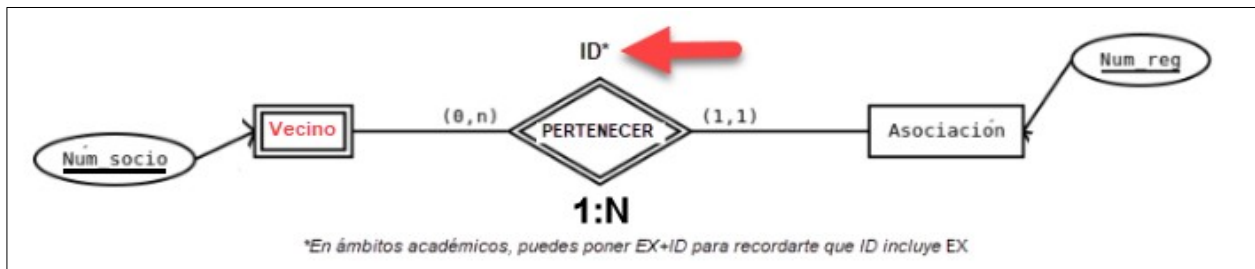 ID*
Num_reg
Vecino
(0,n)
PERTENECER
(1,1)
Asociación
Núm_socio
1:N
*En ámbitos académicos, puedes poner EX+ID para recordarte que ID incluye EX